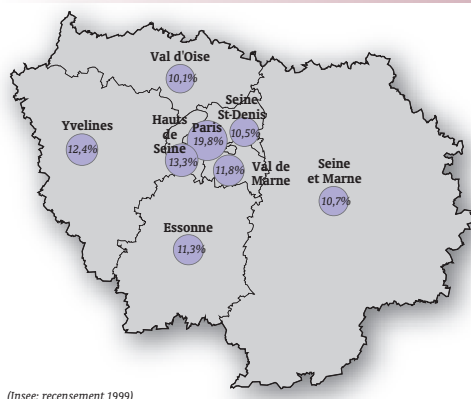 Val d'Oise
10,1%
Yvelines
12,4%
Hauts
de
Seine
13,3%
Paris
19,8%
Seine
St-Denis
10,5%
11,8%
Val de
Marne
Seine
et Marne
10,7%
Essonne
11,3%
(Insee: recensement 1999)